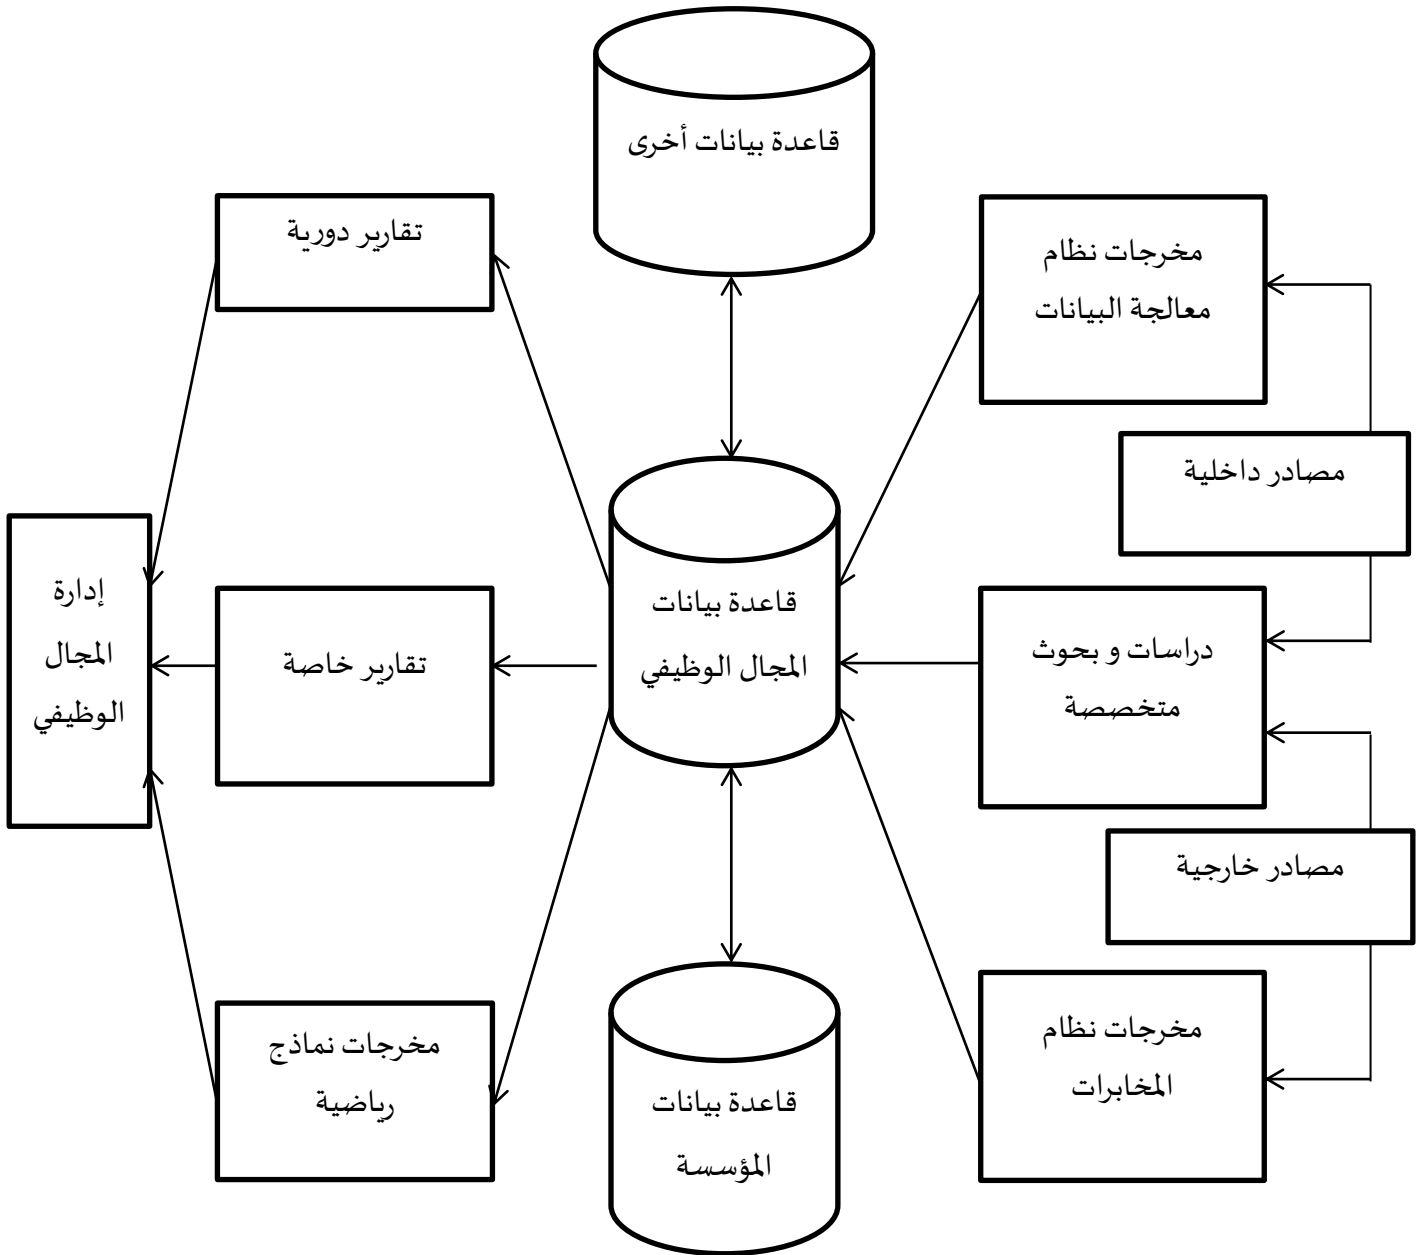 قاعدة بيانات أخرى
مخرجات نظام
معالجة البيانات
تقارير دورية
مصادر داخلية
دراسات و بحوث
متخصصة
قاعدة بيانات
المجال الوظيفي
تقارير خاصة
إدارة
المجال
الوظيفي
مصادر خارجية
مخرجات نظام
المخابرات
قاعدة بيانات
المؤسسة
مخرجات نماذج
رياضية